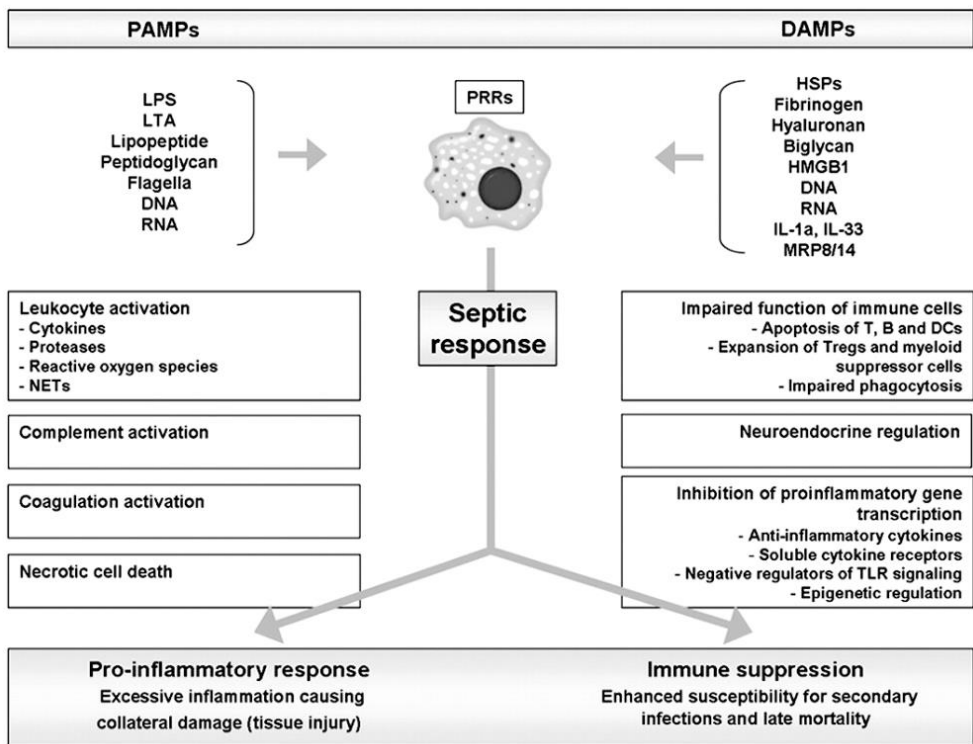 PAMPs
DAMPs
LPS
LTA
Lipopeptide
Peptidoglycan
Flagella
DNA
RNA
PRRs
HSPs
Fibrinogen
Hyaluronan
Biglycan
HMGB1
DNA
RNA
IL-1a, IL-33
MRP8/14
Septic
response
Leukocyte activation
- Cytokines
- Proteases
- Reactive oxygen species
- NETs
Complement activation
Coagulation activation
Necrotic cell death
Impaired function of immune cells
- Apoptosis of T, B and DCs
- Expansion of Tregs and myeloid
suppressor cells
- Impaired phagocytosis
Neuroendocrine regulation
Inhibition of proinflammatory gene
transcription
- Anti-inflammatory cytokines
- Soluble cytokine receptors
- Negative regulators of TLR signaling
- Epigenetic regulation
Pro-inflammatory response
Excessive inflammation causing
collateral damage (tissue injury)
Immune suppression
Enhanced susceptibility for secondary
infections and late mortality